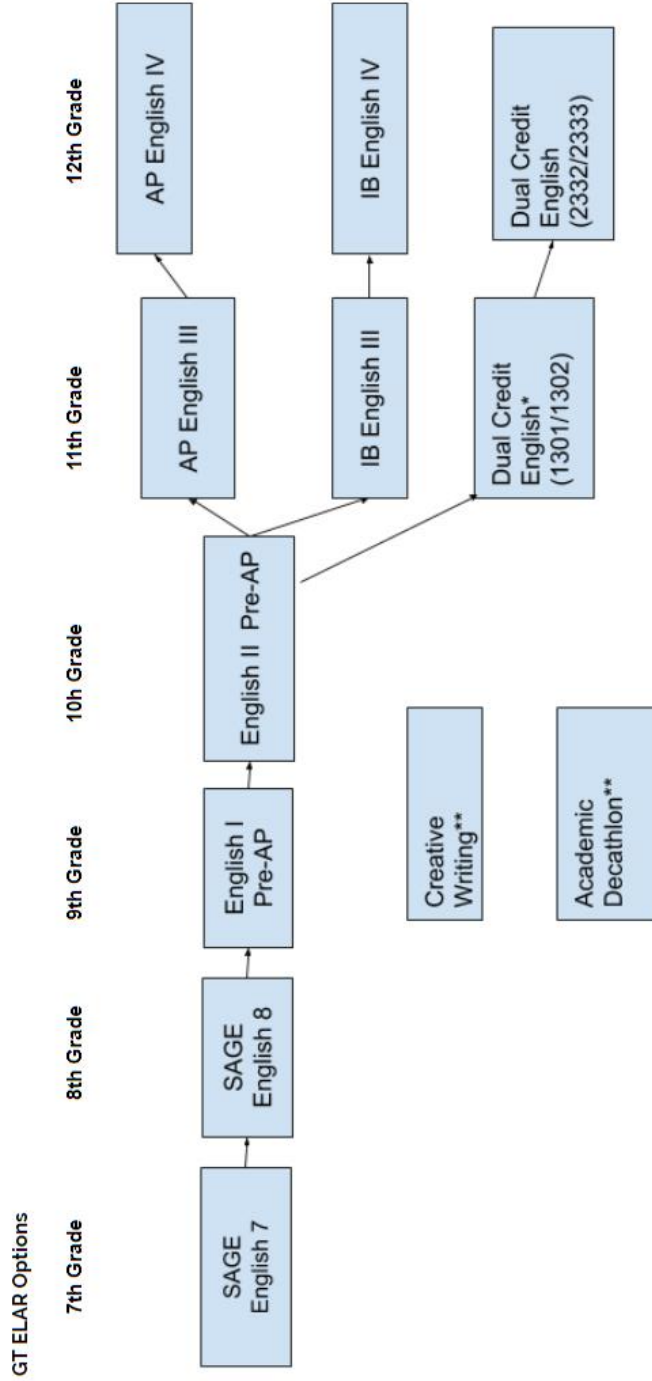 GT ELAR Options
7th Grade
8th Grade
9th Grade
10h Grade
11th Grade
12th Grade
SAGE
English 7
SAGE
English 8
English I
Pre-AP
English II Pre-AP
AP English III
AP English IV
IB English III
IB English IV
Dual Credit
English*
(1301/1302)
Dual Credit
English
(2332/2333)
Creative
Writing**
Academic
Decathlon**